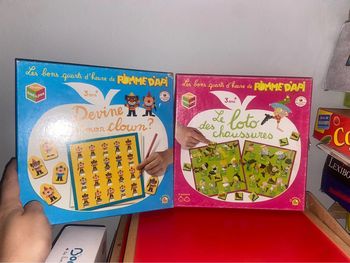 Les bons quarts d'heure de POMME D'API
3 ans
Devine
mon clown ?
Les bons quarts d'heure de POMME D'API
3 ans
Le loto
des
chaussures
LEXICON